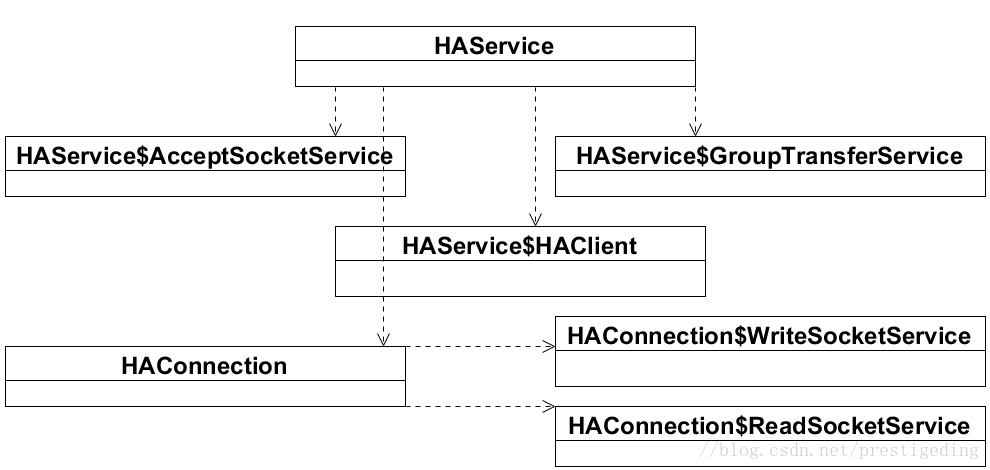 HAService
HAService$AcceptSocketService
HAService$GroupTransferService
HAService$HAClient
HAConnection$WriteSocketService
HAConnection
HAConnection$ReadSocketService
//blog.csdn.net/prestigeding